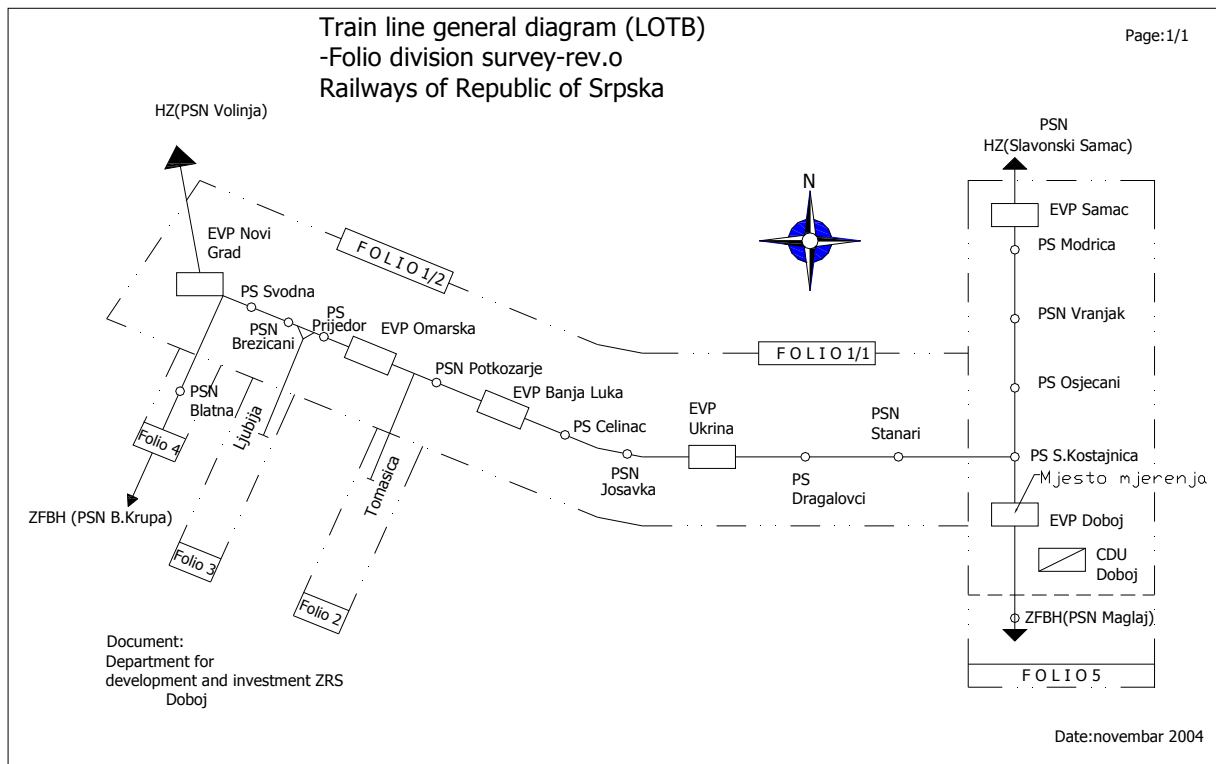 Train line general diagram (LOTB)
-Folio division survey-rev.o
Railways of Republic of Srpska
Page:1/1
HZ(PSN Volinja)
PSN
HZ(Slavonski Samac)
N
EVP Samac
EVP Novi
Grad
FOLIO 1/2
PS Modrica
PS Svodna
PSN
Brezicani
PS
Prijedor
EVP Omarska
PSN Vranjak
FOLIO 1/1
PSN Potkozarje
EVP Banja Luka
PS Osjecani
PSN
Blatna
Folio 4
Ljubija
PS Celinac
EVP
Ukrina
PSN
Stanari
PS S.Kostajnica
Mjesto mjerenja
PSN
Josavka
PS
Dragalovci
Tomasica
ZFBH (PSN B.Krupa)
EVP Doboj
Folio 3
CDU
Doboj
Folio 2
ZFBH(PSN Maglaj)
Document:
Department for
development and investment ZRS
Doboj
FOLIO 5
Date:novembar 2004